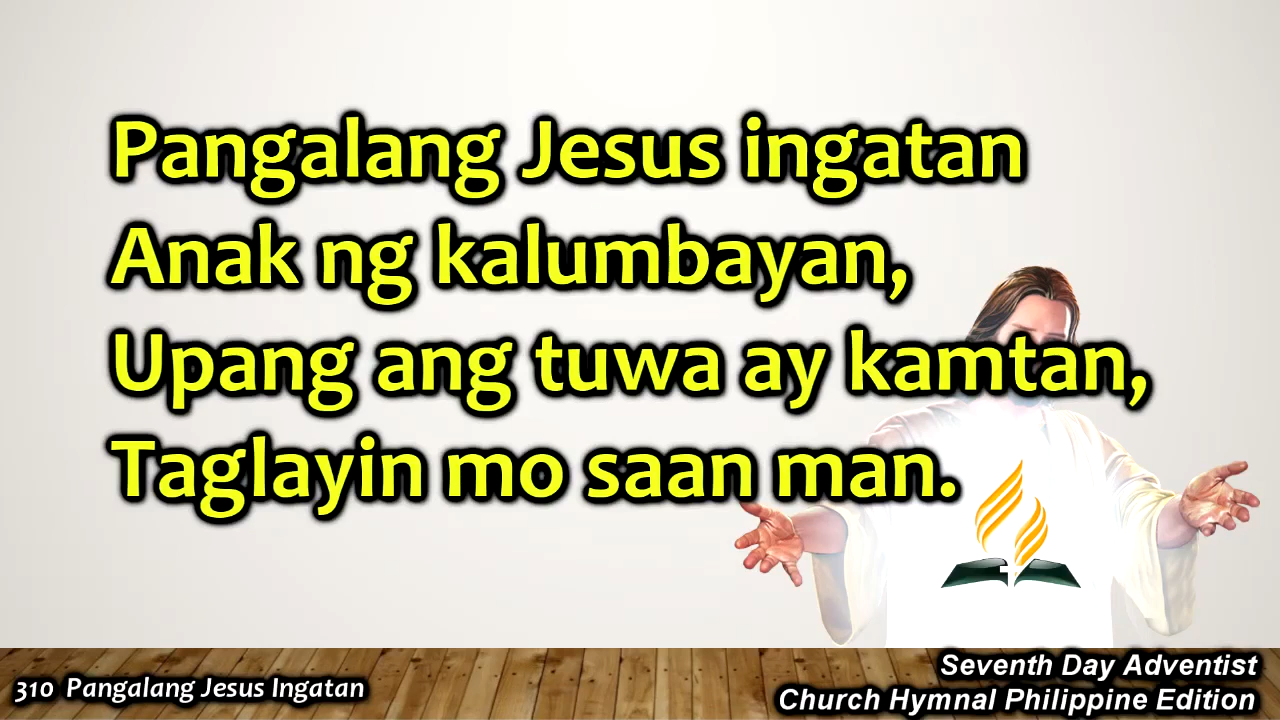 Pangalang Jesus ingatan
Anak ng kalumbayan,
Upang ang tuwa ay kamtan,
Taglayin mo saan man.
310 Pangalang Jesus Ingatan
Seventh Day Adventist
Church Hymnal Philippine Edition